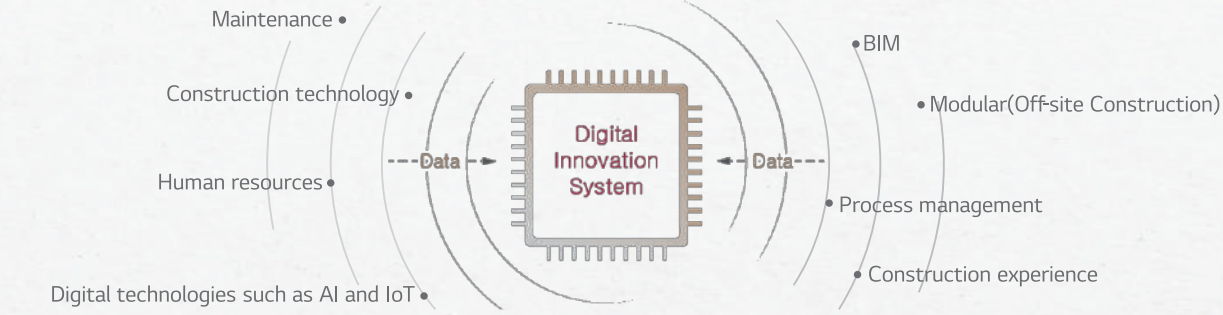 Maintenance
Construction technology
Human resources
Digital technologies such as AI and IoT
Data
Digital
Innovation
System
Data
BIM
Modular(Off-site Construction)
Process management
Construction experience